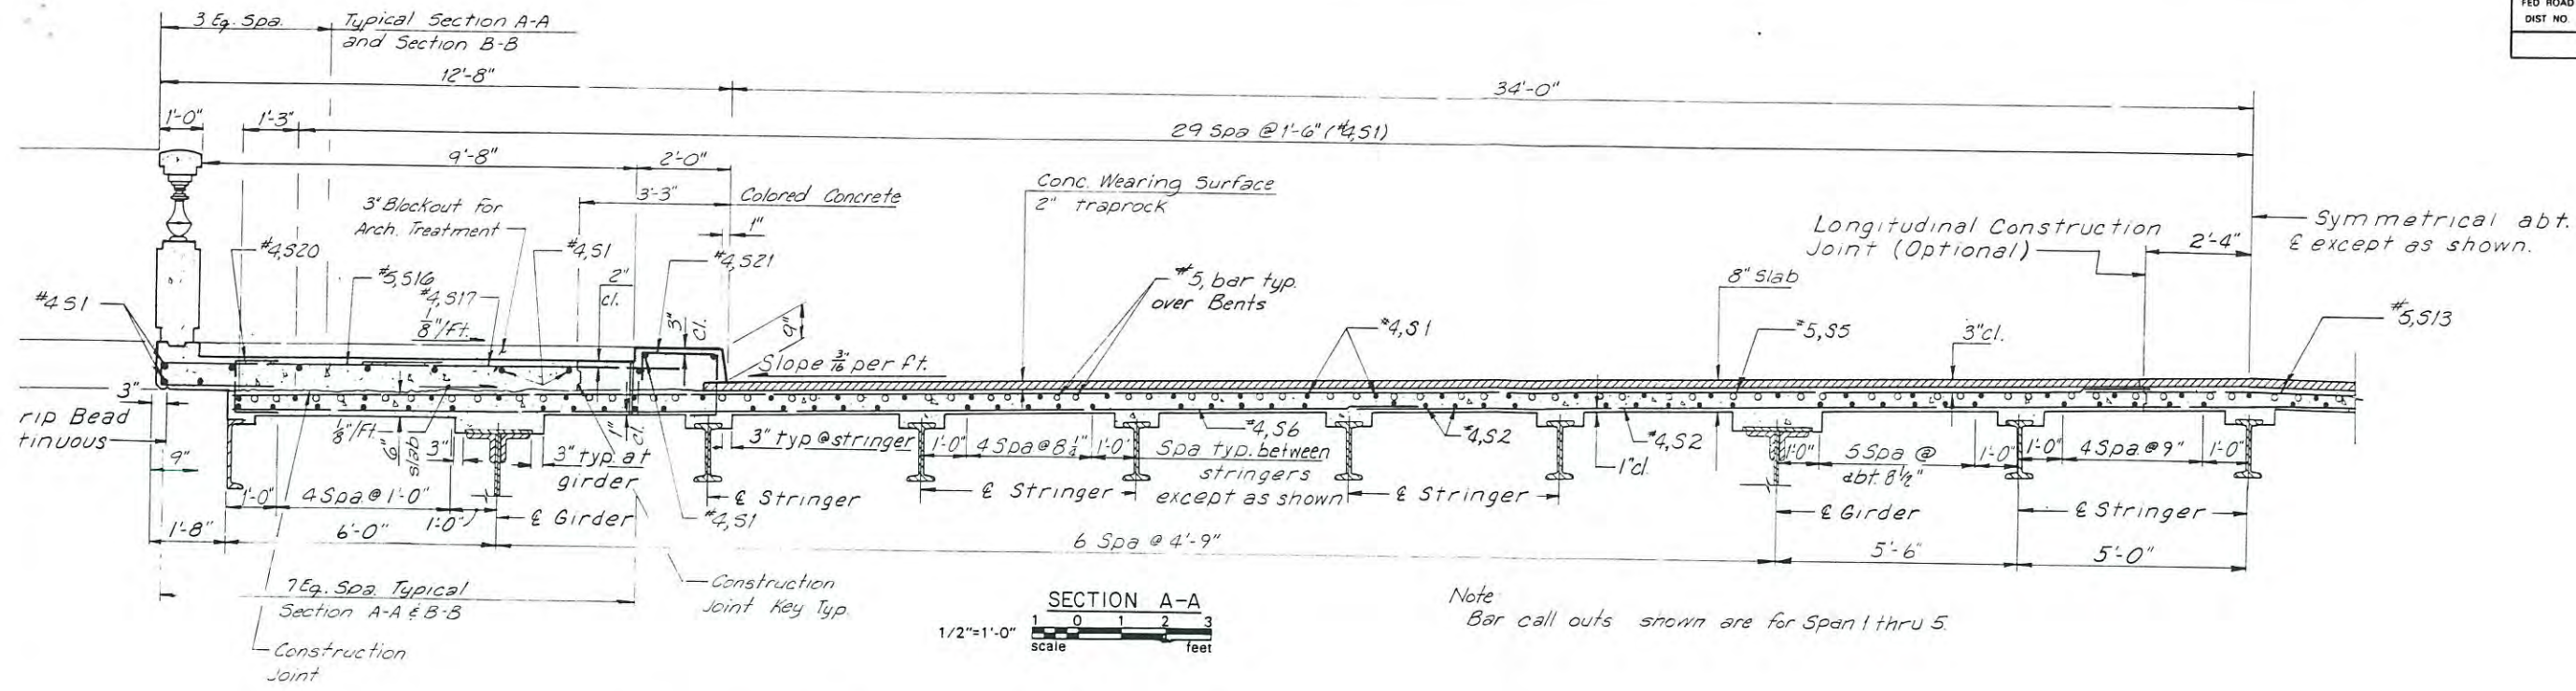 FED ROAD
DIST NO.
3 Eq. Spa.
Typical Section A-A
and Section B-B
12'-8"
34'-0"
1'-0"
1'-3"
29 Spa @ 1'-6" (#4,S1)
9'-8"
2'-0"
3'-3"
Colored Concrete
Conc. Wearing Surface
2" traprock
3" Blockout for
Arch. Treatment
1"
Longitudinal Construction
Joint (Optional)
2'-4"
Symmetrical abt.
℄ except as shown.
#4,S20
#4,S1
#4,S21
#5,S16
#4,S17
1/8"/Ft.
2"
cl.
3"
cl.
9"
#5, bar typ.
over Bents
8" Slab
#4 S1
#4,S1
#5,S5
3"cl.
#5,S13
Slope 3/16" per ft.
3"
rip Bead
tinuous
9"
1/8"/Ft.
6"
slab
3"
3" typ. at
girder
1"
cl.
3" typ @ stringer
1'-0"
4 Spa @ 8 1/4"
1'-0"
#4,S6
Spa typ. between
stringers
except as shown
#4,S2
1"cl.
#4,S2
1'-0"
5 Spa @
abt. 8½"
1'-0"
1'-0"
4 Spa. @ 9"
1'-0"
1'-0"
4 Spa. @ 1'-0"
1'-0"
℄ Girder
#4,S1
℄ Stringer
℄ Stringer
℄ Stringer
℄ Girder
℄ Stringer
1'-8"
6'-0"
6 Spa @ 4'-9"
5'-6"
5'-0"
7 Eq. Spa. Typical
Section A-A & B-B
Construction
Joint Key Typ.
Construction
Joint
SECTION A-A
1/2"=1'-0"
1 0 1 2 3
scale feet
Note
Bar call outs shown are for Span 1 thru 5.